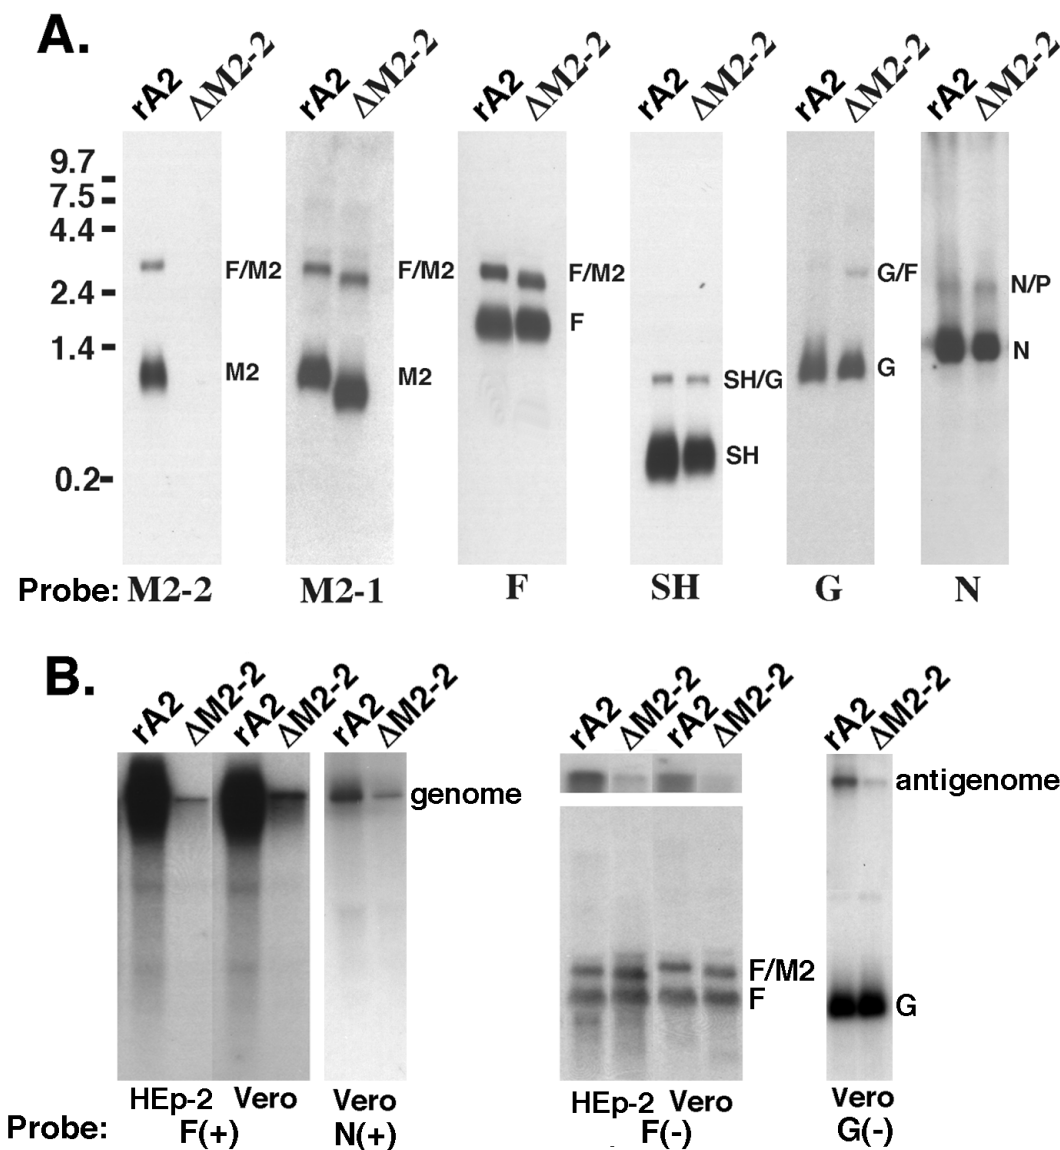 A.
rA2 ΔM2-2 rA2 ΔM2-2 rA2 ΔM2-2 rA2 ΔM2-2 rA2 ΔM2-2 rA2 ΔM2-2
9.7
7.5
4.4
2.4
1.4
0.2
F/M2
M2
F/M2
M2
F/M2
F
SH/G
SH
G/F
G
N/P
N
Probe: M2-2 M2-1 F SH G N
B.
rA2 ΔM2-2 rA2 ΔM2-2 rA2 ΔM2-2 rA2 ΔM2-2 rA2 ΔM2-2 rA2 ΔM2-2
genome
antigenome
F/M2
F
G
HEp-2 Vero Vero HEp-2 Vero Vero
Probe: F(+) N(+) F(-) G(-)